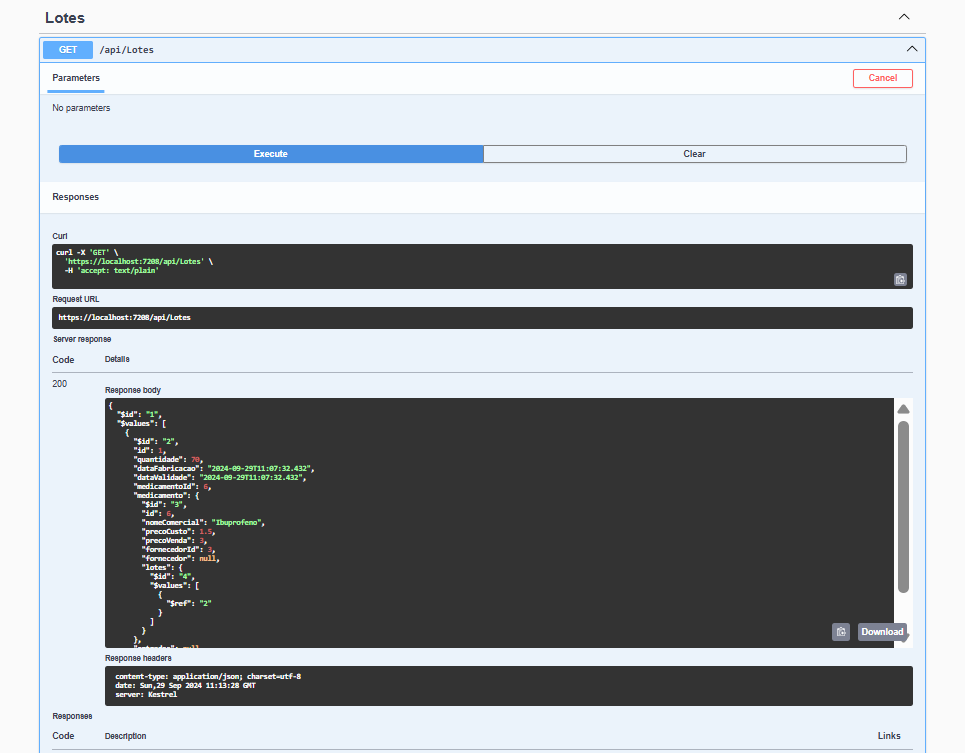 Lotes
GET /api/Lotes
Parameters
Cancel
No parameters
Execute
Clear
Responses
Curl
curl -X 'GET' \
'https://localhost:7208/api/Lotes' \
-H 'accept: text/plain'
Request URL
https://localhost:7208/api/Lotes
Server response
Code Details
200
Response body
{
"$id": "1",
"$values": [
{
"$id": "2",
"id": 1,
"quantidade": 70,
"dataFabricacao": "2024-09-29T11:07:32.432",
"dataValidade": "2024-09-29T11:07:32.432",
"medicamentoId": 6,
"medicamento": {
"$id": "3",
"id": 6,
"nomeComercial": "Ibuprofeno",
"precoCusto": 1.5,
"precoVenda": 3,
"fornecedorId": 3,
"fornecedor": null,
"lotes": {
"$id": "4",
"$values": [
{
"$ref": "2"
}
]
}
},
Download
Response headers
content-type: application/json; charset=utf-8
date: Sun,29 Sep 2024 11:13:28 GMT
server: Kestrel
Responses
Code Description Links